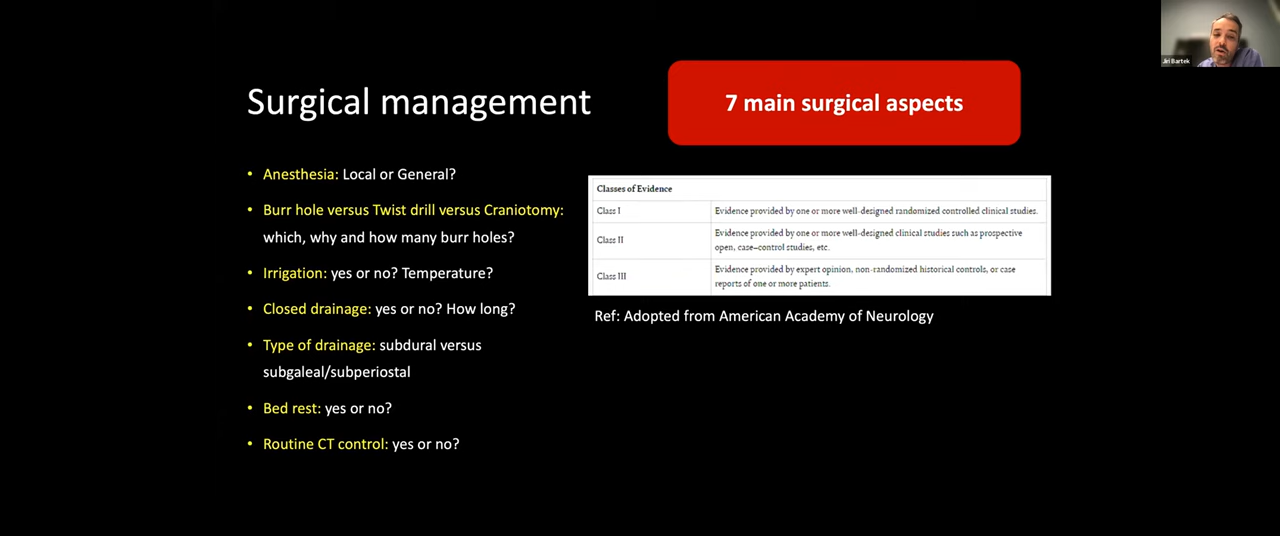 Jiri Bartek
Surgical management
7 main surgical aspects
• Anesthesia: Local or General?
• Burr hole versus Twist drill versus Craniotomy:
which, why and how many burr holes?
• Irrigation: yes or no? Temperature?
• Closed drainage: yes or no? How long?
• Type of drainage: subdural versus
subgaleal/subperiostal
• Bed rest: yes or no?
• Routine CT control: yes or no?
Classes of Evidence
Class I
Evidence provided by one or more well-designed randomized controlled clinical studies.
Class II
Evidence provided by one or more well-designed clinical studies such as prospective
open, case–control studies, etc.
Class III
Evidence provided by expert opinion, non-randomized historical controls, or case
reports of one or more patients.
Ref: Adopted from American Academy of Neurology